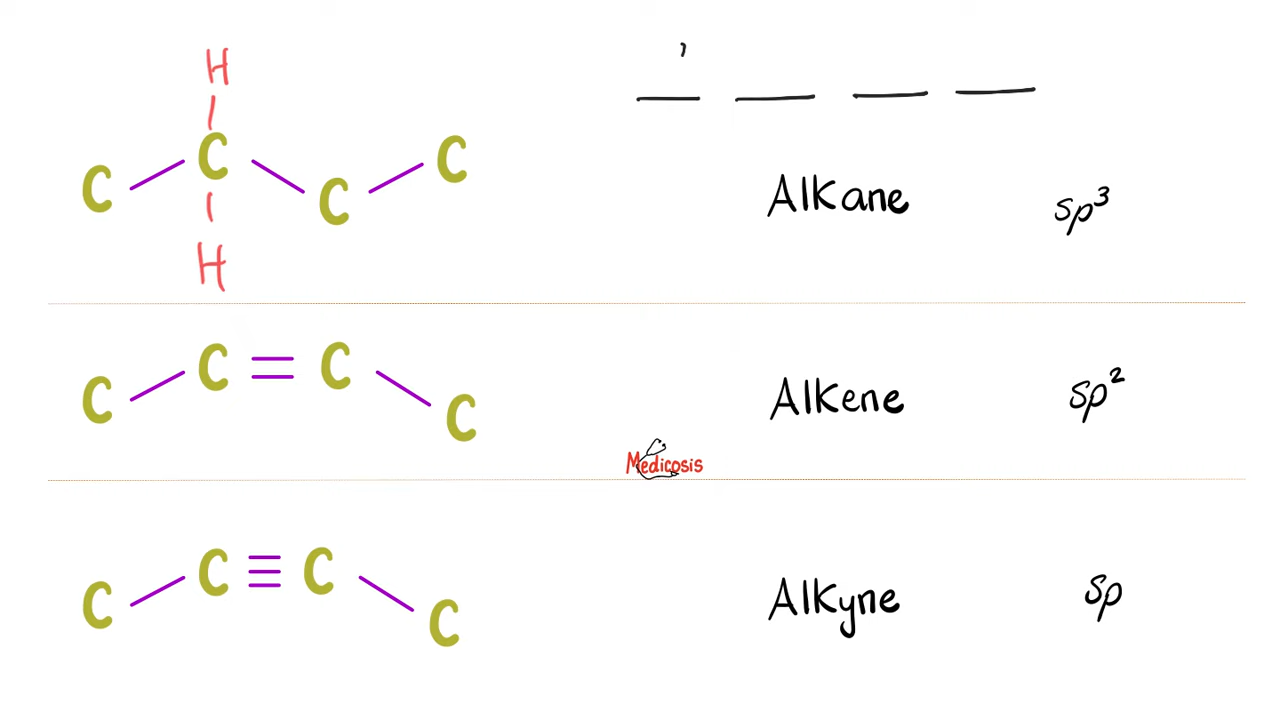 H
C C C C
H
Alkane sp³
C C = C C
Alkene sp²
Medicosis
C C ≡ C C
Alkyne sp